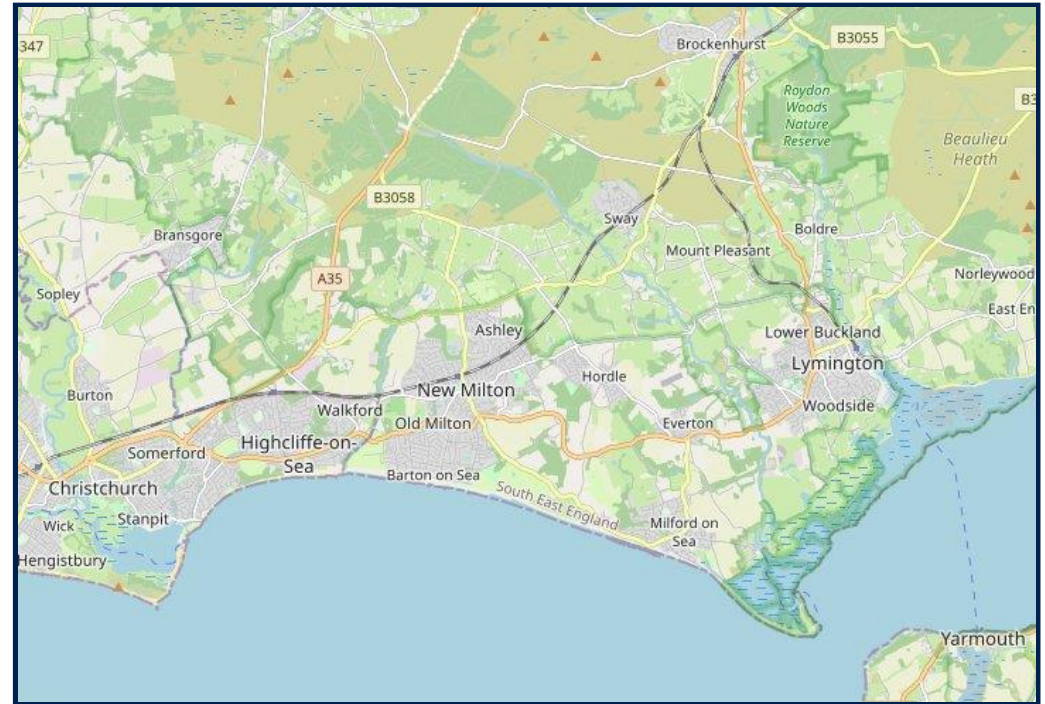 347
Brockenhurst
B3055
Roydon
Woods
Nature
Reserve
B3
Beaulieu
Heath
B3058
Sway
Bransgore
Boldre
Mount Pleasant
A35
Norleywood
Sopley
East En
Ashley
Lower Buckland
Lymington
Hordle
New Milton
Burton
Walkford
Woodside
Old Milton
Everton
Highcliffe-on-
Sea
Somerford
Barton on Sea
Christchurch
South East England
Stanpit
Wick
Milford on
Sea
Hengistbury
Yarmouth